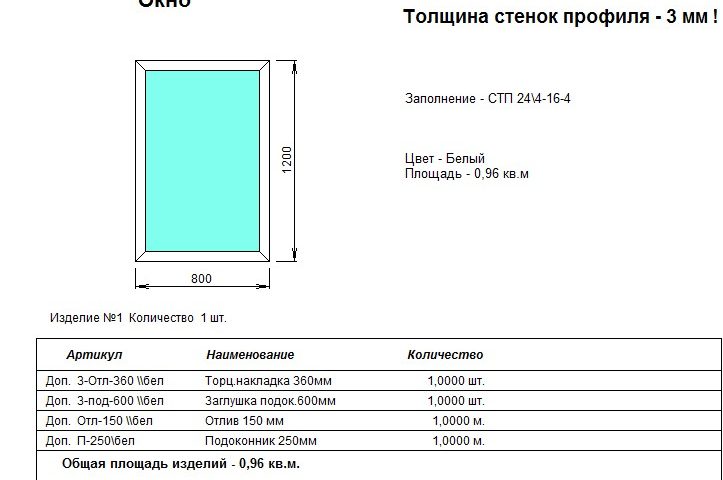 Окно
Толщина стенок профиля - 3 мм !
Заполнение - СТП 24\4-16-4
Цвет - Белый
Площадь - 0,96 кв.м
1200
800
Изделие №1 Количество 1 шт.
Артикул Наименование Количество
Доп. З-Отл-360 \\бел Торц.накладка 360мм 1,0000 шт.
Доп. З-под-600 \\бел Заглушка подок.600мм 1,0000 шт.
Доп. Отл-150 \\бел Отлив 150 мм 1,0000 м.
Доп. П-250\бел Подоконник 250мм 1,0000 м.
Общая площадь изделий - 0,96 кв.м.